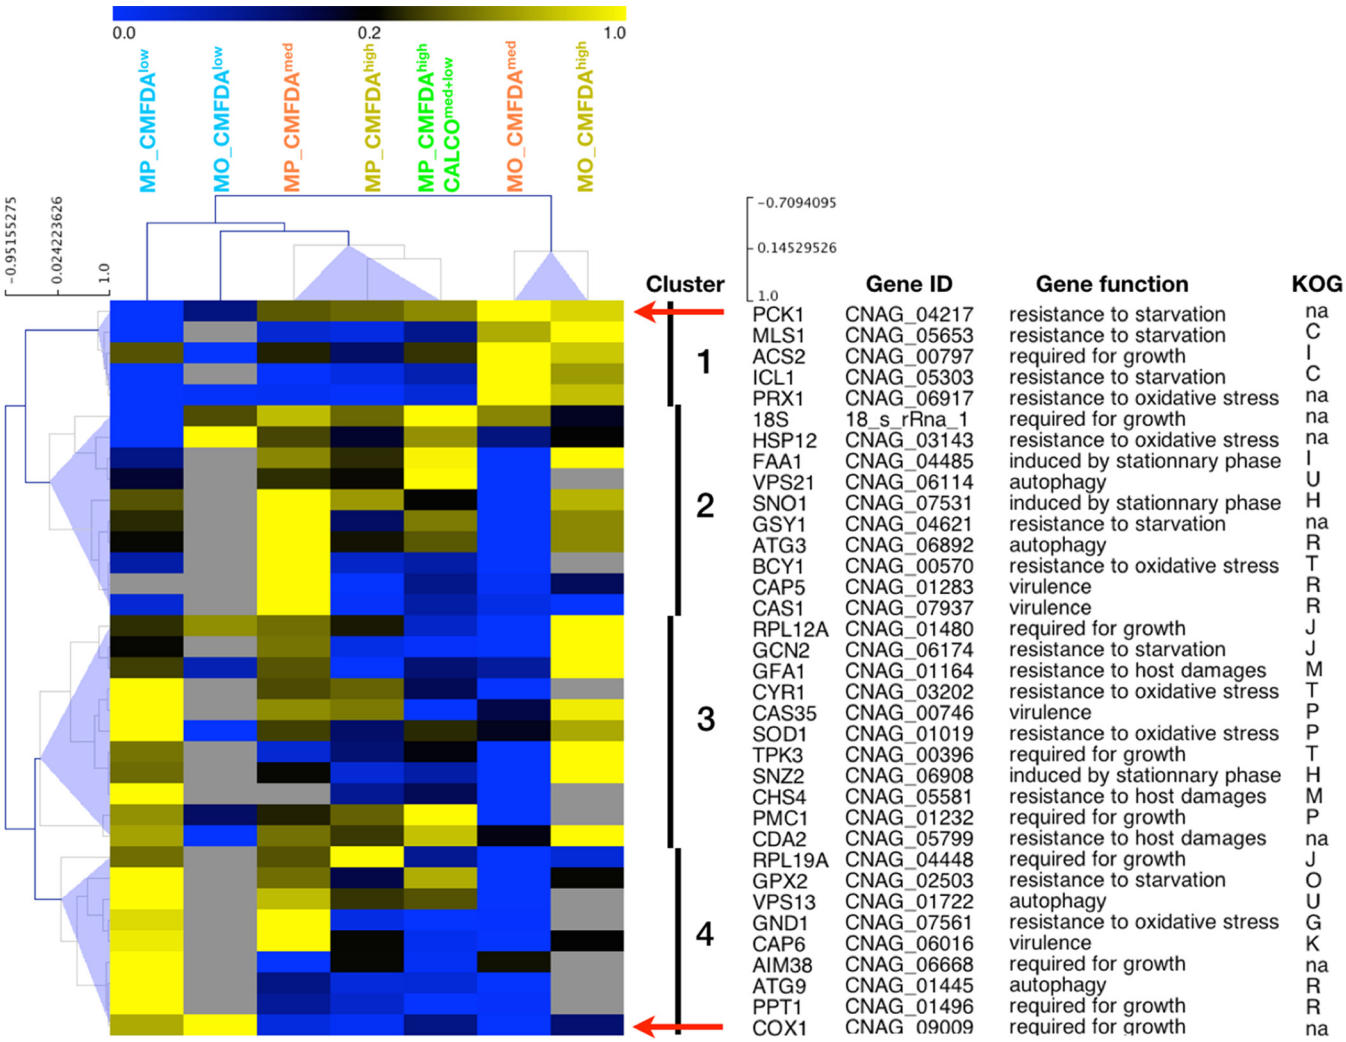 0.0 0.2 1.0
MP_CMFDAlow
MO_CMFDAlow
MP_CMFDAmed
MP_CMFDAhigh
MP_CMFDAhigh
CALCOmed+low
MO_CMFDAmed
MO_CMFDAhigh
-0.95155275
0.024223626
1.0
-0.7094095
0.14529526
1.0
Cluster Gene ID Gene function KOG
PCK1 CNAG_04217 resistance to starvation na
MLS1 CNAG_05653 resistance to starvation C
ACS2 CNAG_00797 required for growth I
ICL1 CNAG_05303 resistance to starvation C
PRX1 CNAG_06917 resistance to oxidative stress na
18S 18_s_rRna_1 required for growth na
HSP12 CNAG_03143 resistance to oxidative stress na
FAA1 CNAG_04485 induced by stationnary phase I
VPS21 CNAG_06114 autophagy U
SNO1 CNAG_07531 induced by stationnary phase H
GSY1 CNAG_04621 resistance to starvation na
ATG3 CNAG_06892 autophagy R
BCY1 CNAG_00570 resistance to oxidative stress T
CAP5 CNAG_01283 virulence R
CAS1 CNAG_07937 virulence R
RPL12A CNAG_01480 required for growth J
GCN2 CNAG_06174 resistance to starvation J
GFA1 CNAG_01164 resistance to host damages M
CYR1 CNAG_03202 resistance to oxidative stress T
CAS35 CNAG_00746 virulence P
SOD1 CNAG_01019 resistance to oxidative stress P
TPK3 CNAG_00396 required for growth T
SNZ2 CNAG_06908 induced by stationnary phase H
CHS4 CNAG_05581 resistance to host damages M
PMC1 CNAG_01232 required for growth P
CDA2 CNAG_05799 resistance to host damages na
RPL19A CNAG_04448 required for growth J
GPX2 CNAG_02503 resistance to starvation O
VPS13 CNAG_01722 autophagy U
GND1 CNAG_07561 resistance to oxidative stress G
CAP6 CNAG_06016 virulence K
AIM38 CNAG_06668 required for growth na
ATG9 CNAG_01445 autophagy R
PPT1 CNAG_01496 required for growth R
COX1 CNAG_09009 required for growth na
1
2
3
4